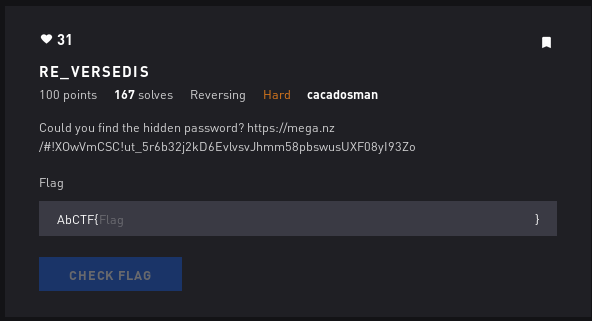 31
RE_VERSEDIS
100 points 167 solves Reversing Hard cacadosman
Could you find the hidden password? https://mega.nz
/#!XOwVmCSC!ut_5r6b32j2kD6EvlvsvJhmm58pbswusUXF08yI93Zo
Flag
AbCTF{Flag }
CHECK FLAG